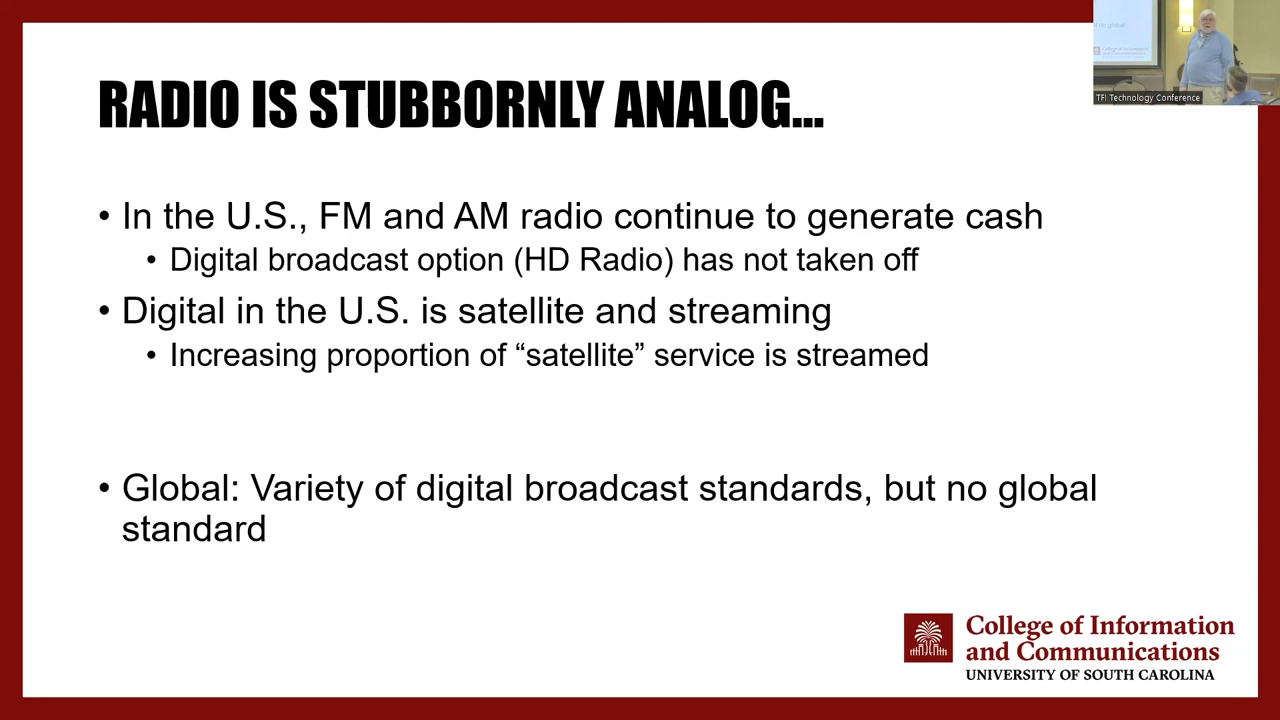 RADIO IS STUBBORNLY ANALOG...
• In the U.S., FM and AM radio continue to generate cash
• Digital broadcast option (HD Radio) has not taken off
• Digital in the U.S. is satellite and streaming
• Increasing proportion of “satellite” service is streamed
• Global: Variety of digital broadcast standards, but no global
standard
TFI Technology Conference
College of Information
and Communications
UNIVERSITY OF SOUTH CAROLINA